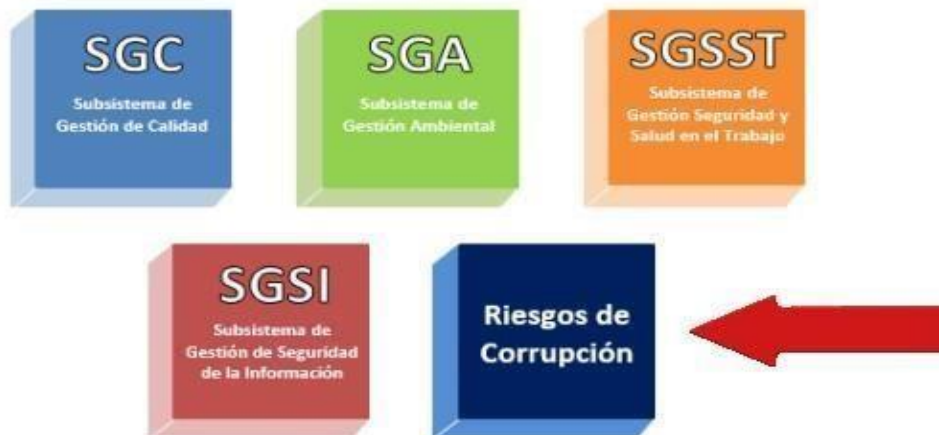 SGC
Subsistema de
Gestión de Calidad
SGA
Subsistema de
Gestión Ambiental
SGSST
Subsistema de
Gestión Seguridad y
Salud en el Trabajo
SGSI
Subsistema de
Gestión de Seguridad
de la Información
Riesgos de
Corrupción